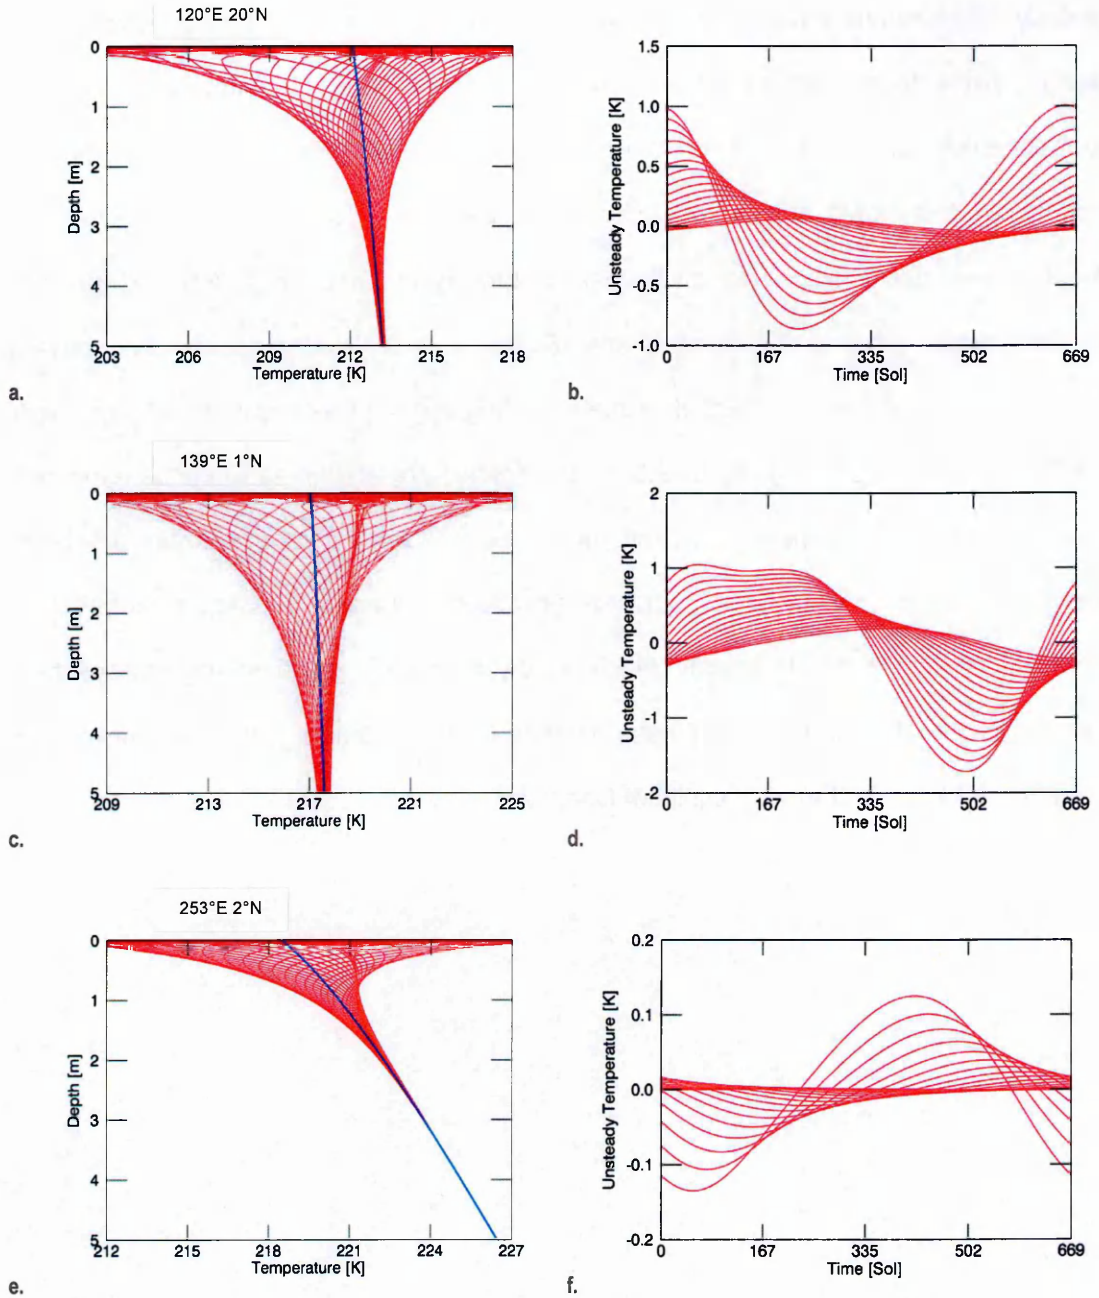 120°E 20°N
0
1
2
3
4
5
Depth [m]
203 206 209 212 215 218
Temperature [K]
a.
1.5
1.0
0.5
0.0
-0.5
-1.0
Unsteady Temperature [K]
0 167 335 502 669
Time [Sol]
b.
139°E 1°N
0
1
2
3
4
5
Depth [m]
209 213 217 221 225
Temperature [K]
c.
2
1
0
-1
-2
Unsteady Temperature [K]
0 167 335 502 669
Time [Sol]
d.
253°E 2°N
0
1
2
3
4
5
Depth [m]
212 215 218 221 224 227
Temperature [K]
e.
0.2
0.1
0.0
-0.1
-0.2
Unsteady Temperature [K]
0 167 335 502 669
Time [Sol]
f.